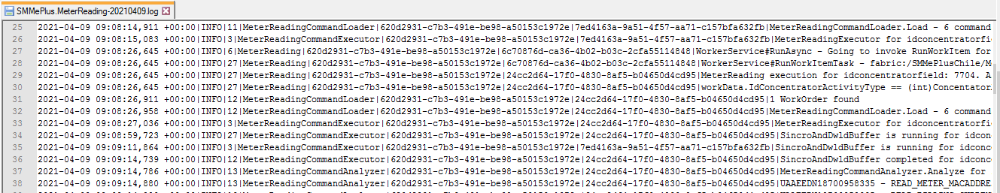 SMMePlus.MeterReading-20210409.log
25 2021-04-09 09:08:14,911 +00:00|INFO|11|MeterReadingCommandLoader|620d2931-c7b3-491e-be98-a50153c1972e|7ed4163a-9a51-4f57-aa71-c157bfa632fb|MeterReadingCommandLoader.Load - 6 command
26 2021-04-09 09:08:15,083 +00:00|INFO|3|MeterReadingCommandExecutor|620d2931-c7b3-491e-be98-a50153c1972e|7ed4163a-9a51-4f57-aa71-c157bfa632fb|MeterReadingExecutor for idconcentratorfi
27 2021-04-09 09:08:26,645 +00:00|INFO|6|MeterReading|620d2931-c7b3-491e-be98-a50153c1972e|6c70876d-ca36-4b02-b03c-2cfa55114848|WorkerService#RunAsync - Going to invoke RunWorkItem for
28 2021-04-09 09:08:26,645 +00:00|INFO|27|MeterReading|620d2931-c7b3-491e-be98-a50153c1972e|6c70876d-ca36-4b02-b03c-2cfa55114848|WorkerService#RunWorkItemTask - fabric:/SMMePlusChile/M
29 2021-04-09 09:08:26,645 +00:00|INFO|27|MeterReading|620d2931-c7b3-491e-be98-a50153c1972e|24cc2d64-17f0-4830-8af5-b04650d4cd95|MeterReading execution for idconcentratorfield: 7704. A
30 2021-04-09 09:08:26,645 +00:00|INFO|27|MeterReading|620d2931-c7b3-491e-be98-a50153c1972e|24cc2d64-17f0-4830-8af5-b04650d4cd95|workData.IdConcentratorActivityType == (int)Concentator
31 2021-04-09 09:08:26,911 +00:00|INFO|12|MeterReadingCommandLoader|620d2931-c7b3-491e-be98-a50153c1972e|24cc2d64-17f0-4830-8af5-b04650d4cd95|1 WorkOrder found
32 2021-04-09 09:08:26,958 +00:00|INFO|12|MeterReadingCommandLoader|620d2931-c7b3-491e-be98-a50153c1972e|24cc2d64-17f0-4830-8af5-b04650d4cd95|MeterReadingCommandLoader.Load - 6 command
33 2021-04-09 09:08:27,036 +00:00|INFO|3|MeterReadingCommandExecutor|620d2931-c7b3-491e-be98-a50153c1972e|24cc2d64-17f0-4830-8af5-b04650d4cd95|MeterReadingExecutor for idconcentratorfi
34 2021-04-09 09:08:59,723 +00:00|INFO|27|MeterReadingCommandExecutor|620d2931-c7b3-491e-be98-a50153c1972e|24cc2d64-17f0-4830-8af5-b04650d4cd95|SincroAndDwldBuffer is running for idcon
35 2021-04-09 09:09:11,864 +00:00|INFO|3|MeterReadingCommandExecutor|620d2931-c7b3-491e-be98-a50153c1972e|7ed4163a-9a51-4f57-aa71-c157bfa632fb|SincroAndDwldBuffer is running for idconc
36 2021-04-09 09:09:14,739 +00:00|INFO|12|MeterReadingCommandExecutor|620d2931-c7b3-491e-be98-a50153c1972e|24cc2d64-17f0-4830-8af5-b04650d4cd95|SincroAndDwldBuffer completed for idconc
37 2021-04-09 09:09:14,786 +00:00|INFO|13|MeterReadingCommandAnalyzer|620d2931-c7b3-491e-be98-a50153c1972e|24cc2d64-17f0-4830-8af5-b04650d4cd95|MeterReadingCommandAnalyzer.Analyze for
38 2021-04-09 09:09:14,880 +00:00|INFO|13|MeterReadingCommandAnalyzer|620d2931-c7b3-491e-be98-a50153c1972e|24cc2d64-17f0-4830-8af5-b04650d4cd95|UAAEEDN18700958335 - READ_METER_MACADDRE